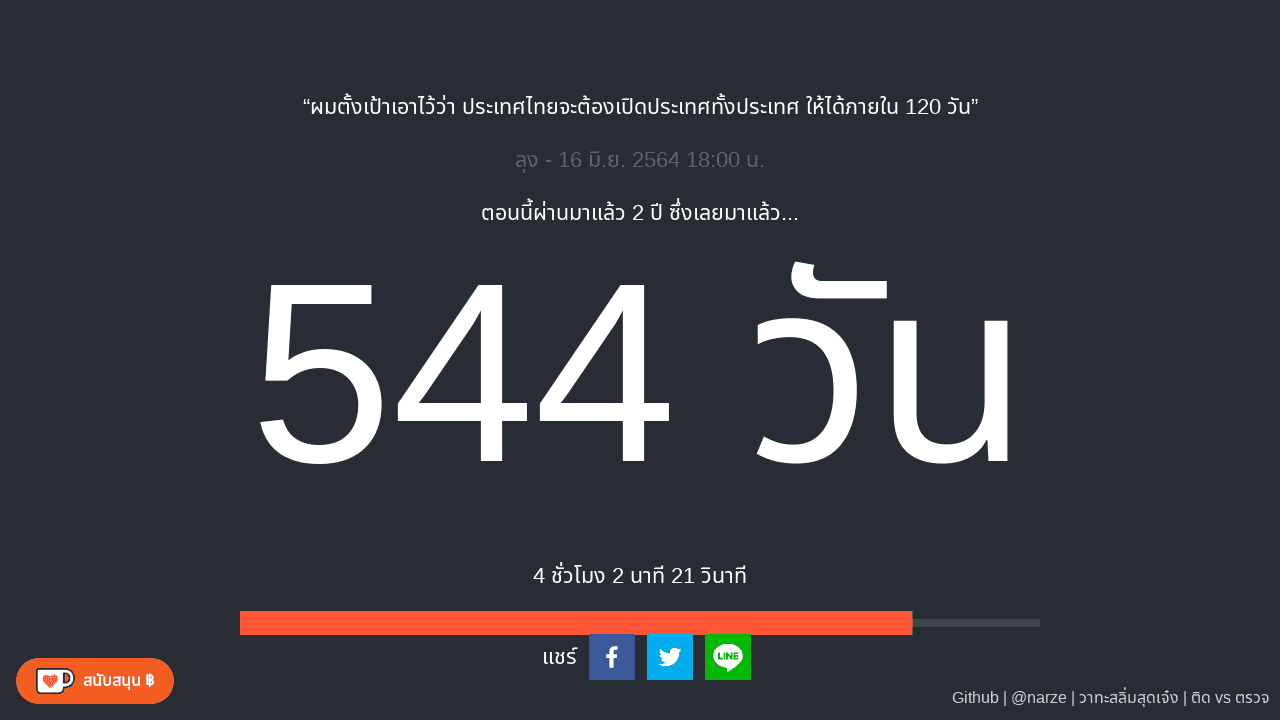 “ผมตั้งเป้าเอาไว้ว่า ประเทศไทยจะต้องเปิดประเทศทั้งประเทศ ให้ได้ภายใน 120 วัน”
ลุง - 16 มิ.ย. 2564 18:00 น.
ตอนนี้ผ่านมาแล้ว 2 ปี ซึ่งเลยมาแล้ว...
544 วัน
4 ชั่วโมง 2 นาที 21 วินาที
แชร์
LINE
สนับสนุน ฿
Github | @narze | วาทะสลิ่มสุดเจ๋ง | ติด vs ตรวจ